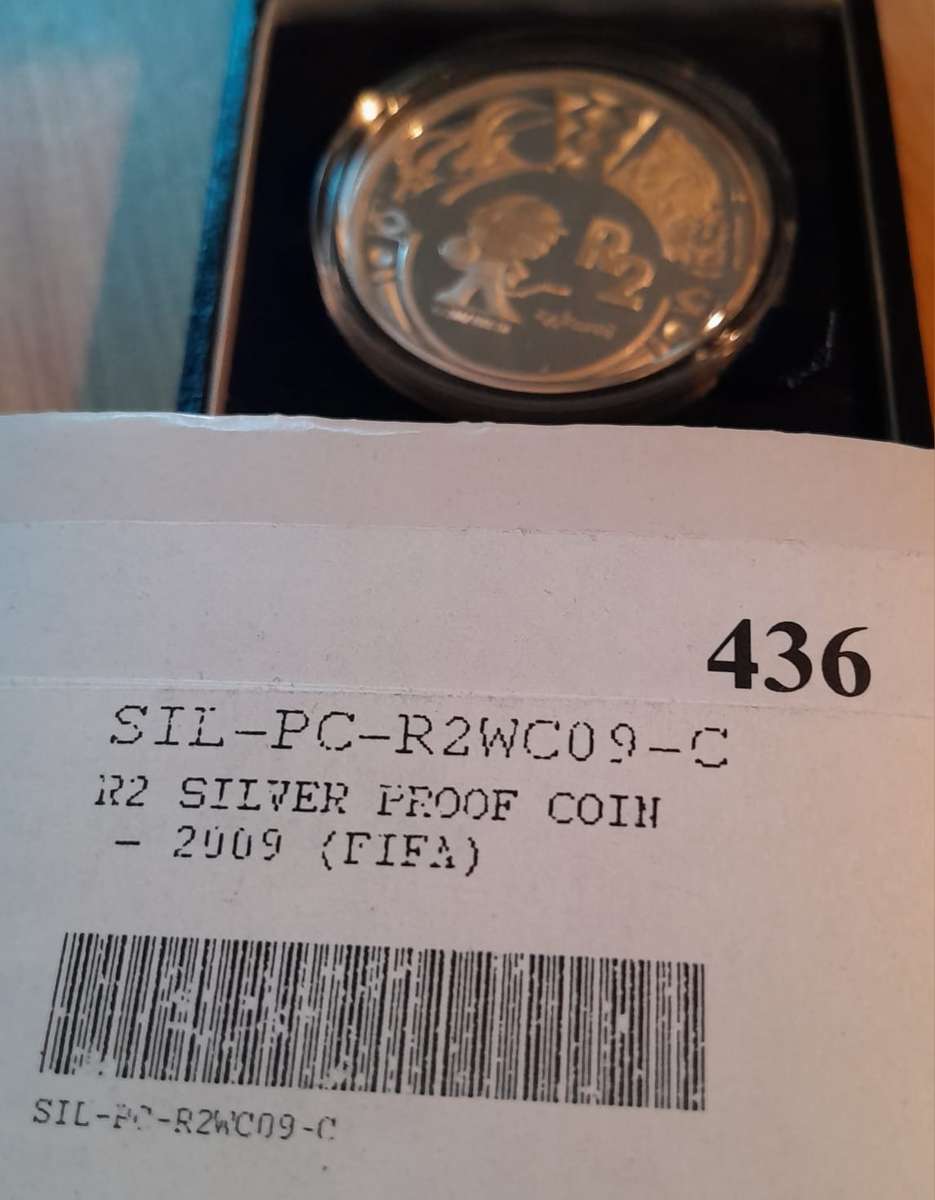 R2
436
SIL-PC-R2WC09-C
R2 SILVER PROOF COIN
- 2009 (FIFA)
SIL-PC-R2WC09-C